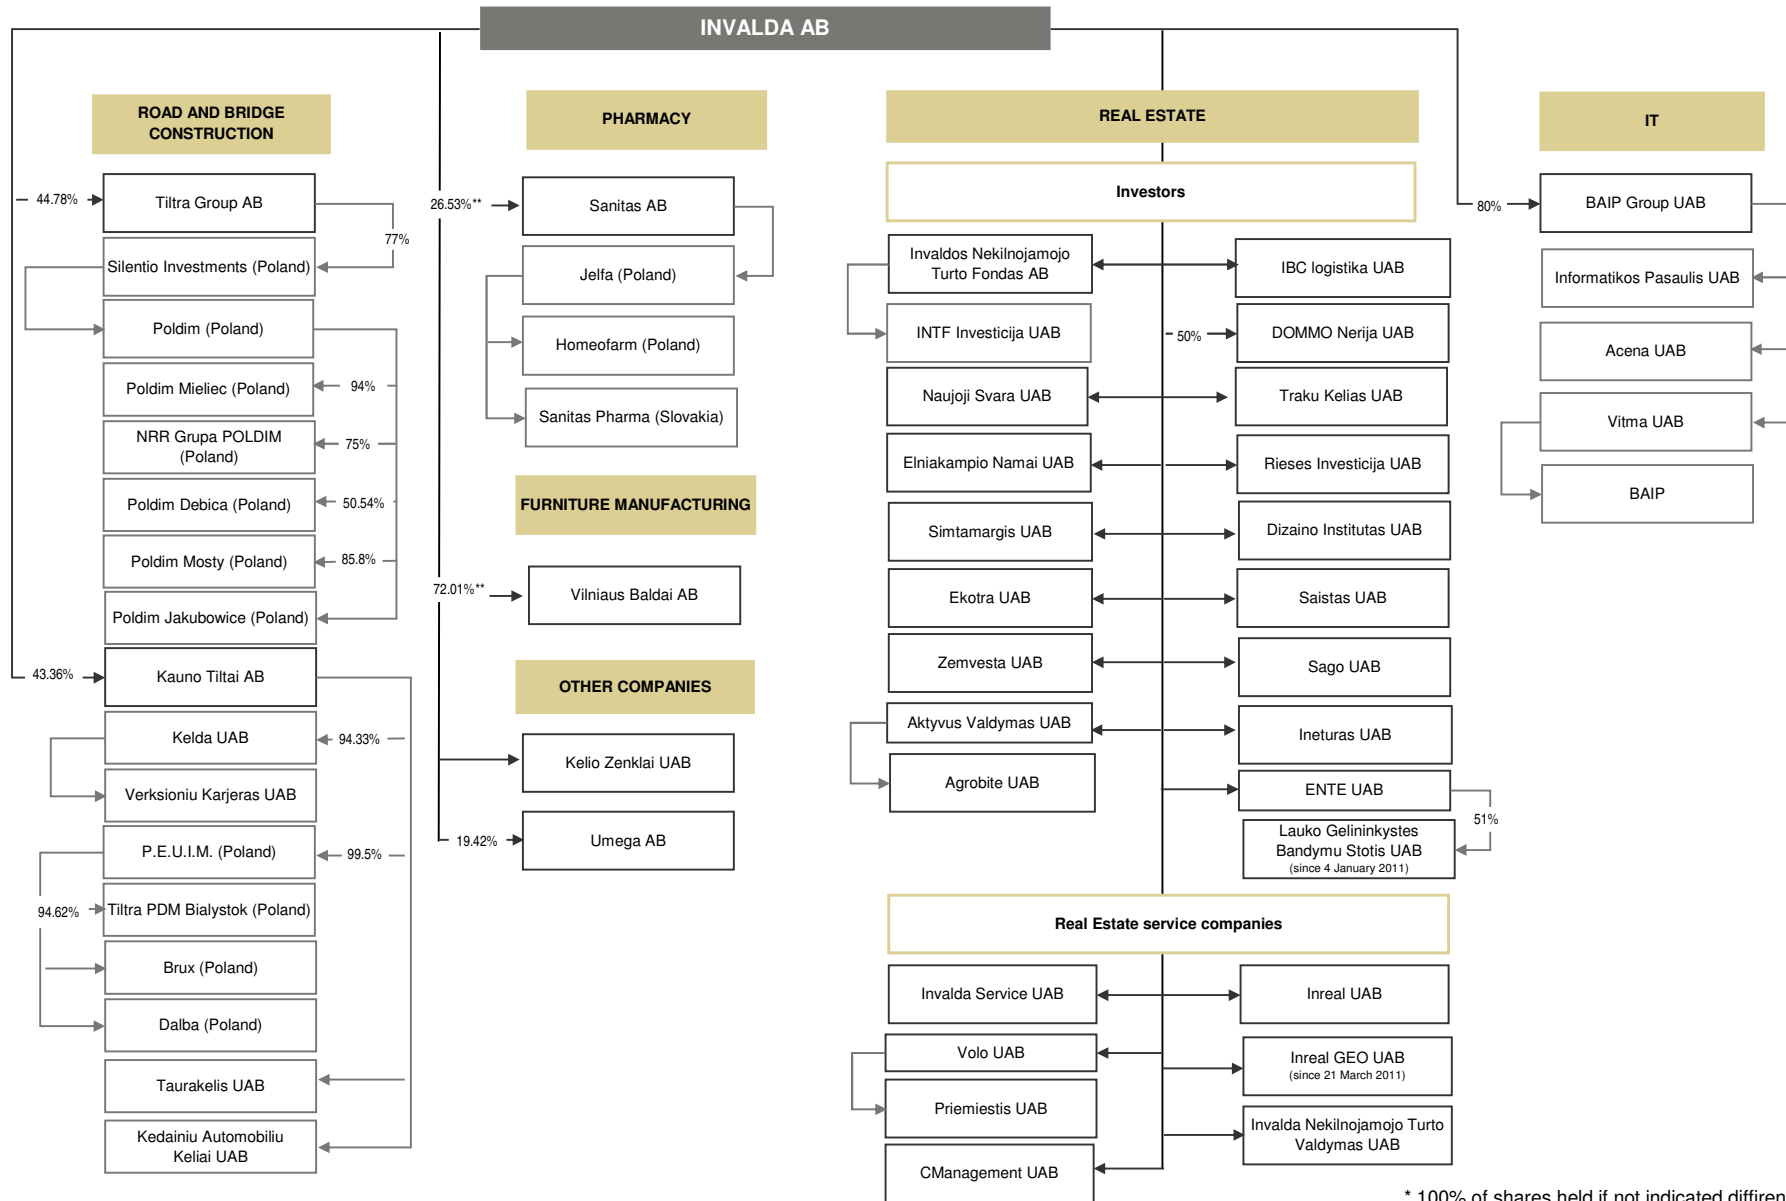 INVALDA AB
ROAD AND BRIDGE
CONSTRUCTION
44.78%
Tiltra Group AB
77%
Silentio Investments (Poland)
Poldim (Poland)
Poldim Mieliec (Poland)
94%
NRR Grupa POLDIM
(Poland)
75%
Poldim Debica (Poland)
50.54%
Poldim Mosty (Poland)
85.8%
Poldim Jakubowice (Poland)
43.36%
Kauno Tiltai AB
Kelda UAB
94.33%
Verksioniu Karjeras UAB
P.E.U.I.M. (Poland)
99.5%
94.62%
Tiltra PDM Bialystok (Poland)
Brux (Poland)
Dalba (Poland)
Taurakelis UAB
Kedainiu Automobiliu
Keliai UAB
PHARMACY
26.53%**
Sanitas AB
Jelfa (Poland)
Homeofarm (Poland)
Sanitas Pharma (Slovakia)
FURNITURE MANUFACTURING
72.01%**
Vilniaus Baldai AB
OTHER COMPANIES
Kelio Zenklai UAB
19.42%
Umega AB
REAL ESTATE
Investors
Invaldos Nekilnojamojo
Turto Fondas AB
IBC logistika UAB
INTF Investicija UAB
50%
DOMMO Nerija UAB
Naujoji Svara UAB
Traku Kelias UAB
Elniakampio Namai UAB
Rieses Investicija UAB
Simtamargis UAB
Dizaino Institutas UAB
Ekotra UAB
Saistas UAB
Zemvesta UAB
Sago UAB
Aktyvus Valdymas UAB
Ineturas UAB
Agrobite UAB
ENTE UAB
51%
Lauko Gelininkystes
Bandymu Stotis UAB
(since 4 January 2011)
Real Estate service companies
Invalda Service UAB
Inreal UAB
Volo UAB
Inreal GEO UAB
(since 21 March 2011)
Priemiestis UAB
Invalda Nekilnojamojo Turto
Valdymas UAB
CManagement UAB
IT
80%
BAIP Group UAB
Informatikos Pasaulis UAB
Acena UAB
Vitma UAB
BAIP
* 100% of shares held if not indicated diffiren